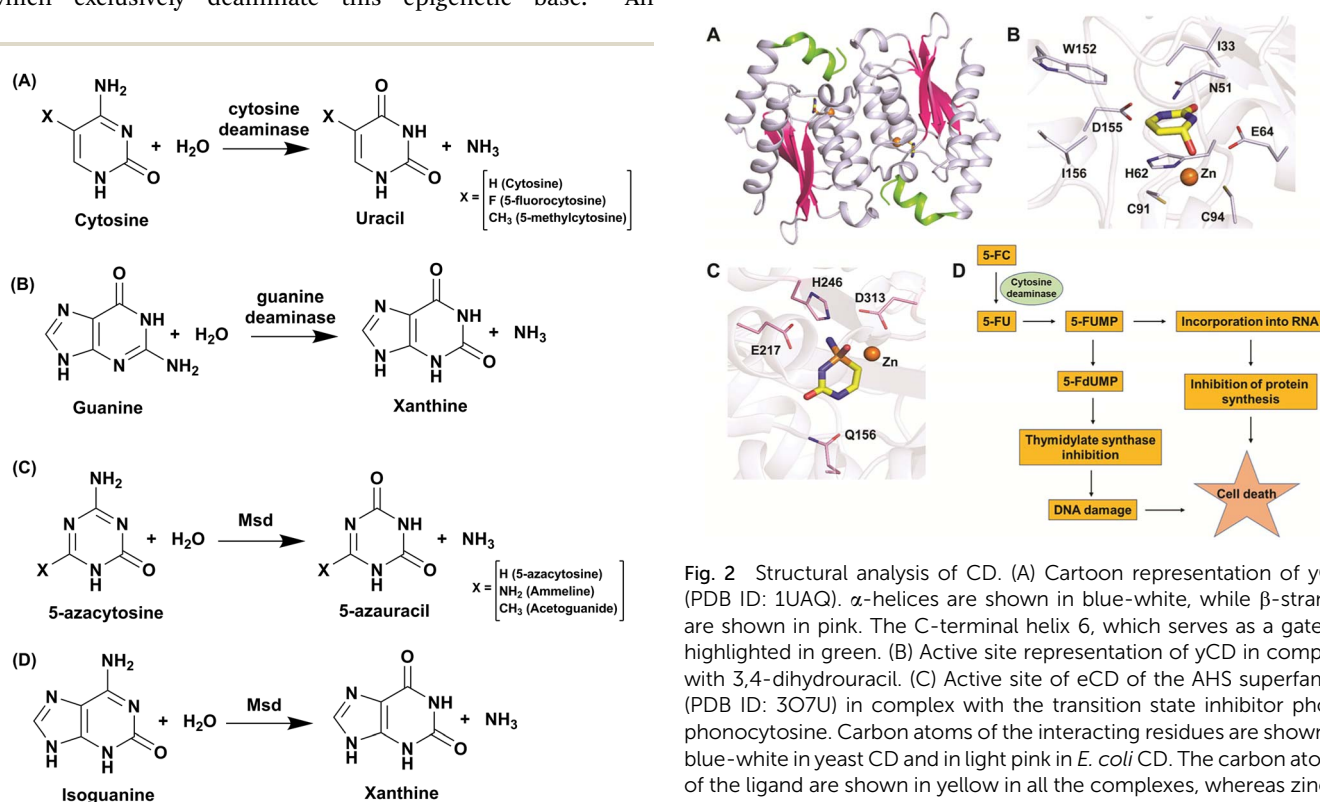 which exclusively deaminate this epigenetic base. An
(A)
NH₂
X
N
N
H
O
Cytosine
+ H₂O
cytosine
deaminase
O
X
NH
N
H
O
Uracil
+ NH₃
X =
H (Cytosine)
F (5-fluorocytosine)
CH₃ (5-methylcytosine)
(B)
O
N
NH
N
H
N
NH₂
Guanine
+ H₂O
guanine
deaminase
O
N
NH
N
H
N
H
O
Xanthine
+ NH₃
(C)
NH₂
N
N
X
N
H
O
5-azacytosine
+ H₂O
Msd
O
N
NH
X
N
H
O
5-azauracil
+ NH₃
X =
H (5-azacytosine)
NH₂ (Ammeline)
CH₃ (Acetoguanide)
(D)
NH₂
N
N
N
H
N
H
O
Isoguanine
+ H₂O
Msd
O
N
NH
N
H
N
H
O
Xanthine
+ NH₃
A
B
W152
I33
N51
D155
E64
I156
H62
Zn
C91
C94
C
H246
D313
E217
Zn
Q156
D
5-FC
Cytosine
deaminase
5-FU
5-FUMP
Incorporation into RNA
5-FdUMP
Inhibition of protein
synthesis
Thymidylate synthase
inhibition
Cell death
DNA damage
Fig. 2 Structural analysis of CD. (A) Cartoon representation of
(PDB ID: 1UAQ). α-helices are shown in blue-white, while
are shown in pink. The C-terminal helix 6, which serves as a
highlighted in green. (B) Active site representation of yCD in
with 3,4-dihydrouracil. (C) Active site of eCD of the AHS
(PDB ID: 3O7U) in complex with the transition state inhibitor
phonocytosine. Carbon atoms of the interacting residues are shown
blue-white in yeast CD and in light pink in E. coli CD. The carbon
of the ligand are shown in yellow in all the complexes, whereas